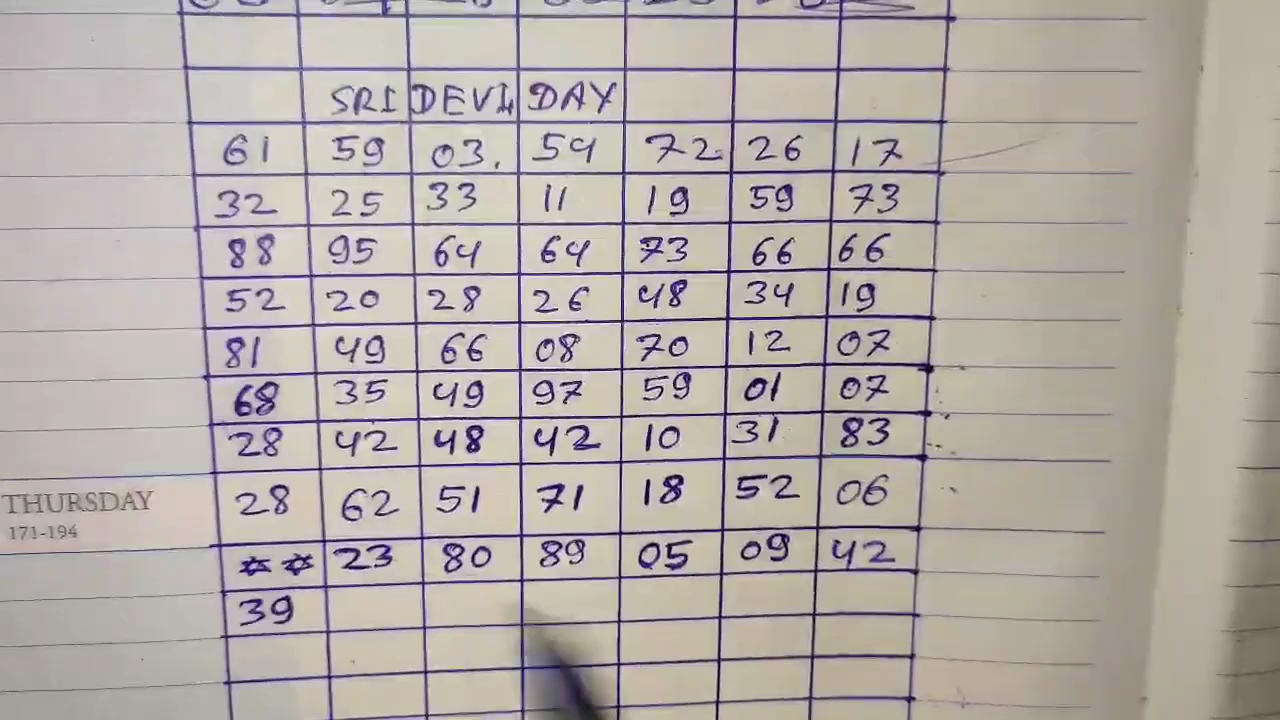 SRI DEVI DAY
61 59 03. 54 72 26 17
32 25 33 11 19 59 73
88 95 64 64 73 66 66
52 20 28 26 48 34 19
81 49 66 08 70 12 07
68 35 49 97 59 01 07
28 42 48 42 10 31 83
THURSDAY
171-194
28 62 51 71 18 52 06
** 23 80 89 05 09 42
39